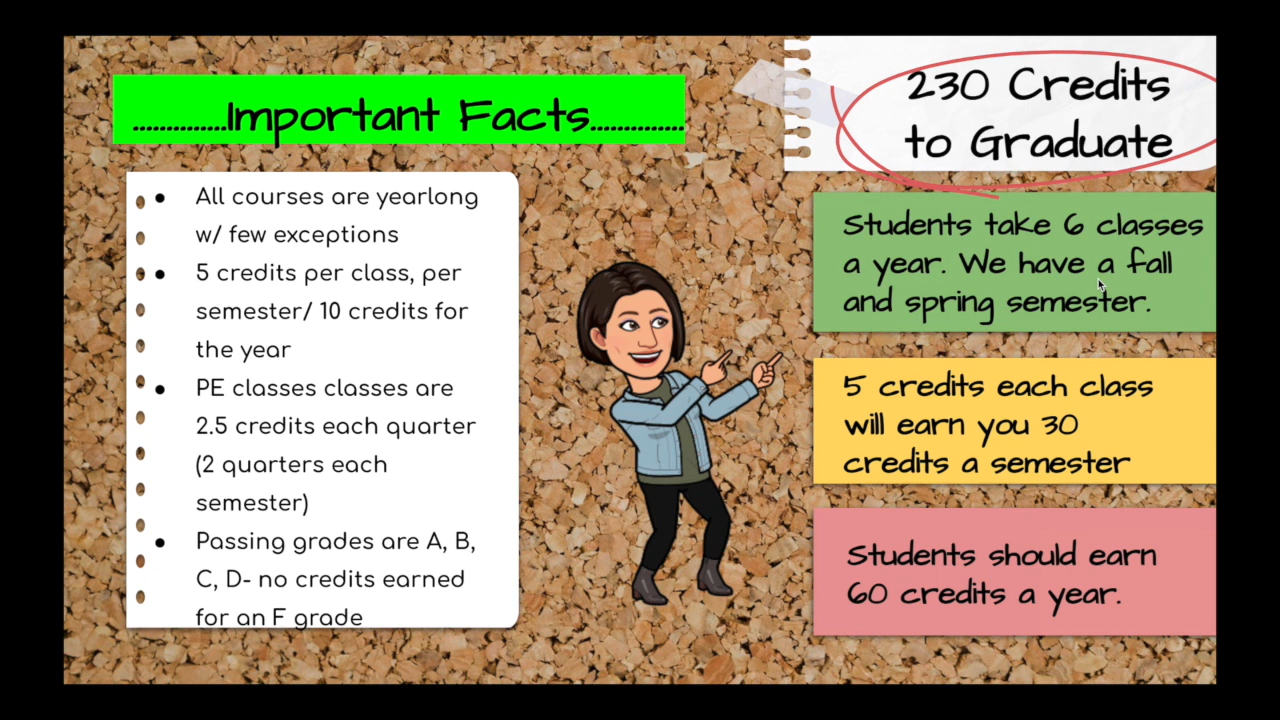 ..............Important Facts..............
● All courses are yearlong
w/ few exceptions
● 5 credits per class, per
semester/ 10 credits for
the year
● PE classes classes are
2.5 credits each quarter
(2 quarters each
semester)
● Passing grades are A, B,
C, D- no credits earned
for an F grade
230 Credits
to Graduate
Students take 6 classes
a year. We have a fall
and spring semester.
5 credits each class
will earn you 30
credits a semester
Students should earn
60 credits a year.